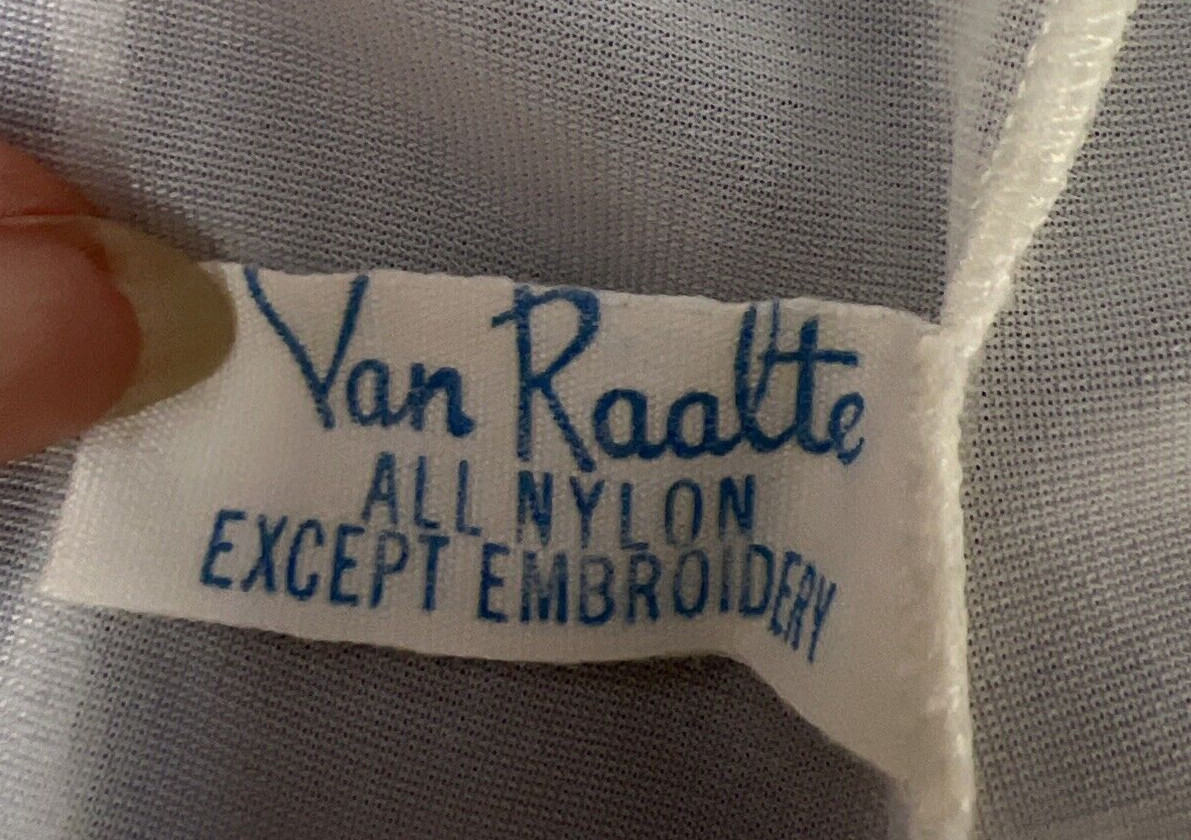 Van Raalte
ALL NYLON
EXCEPT EMBROIDERY